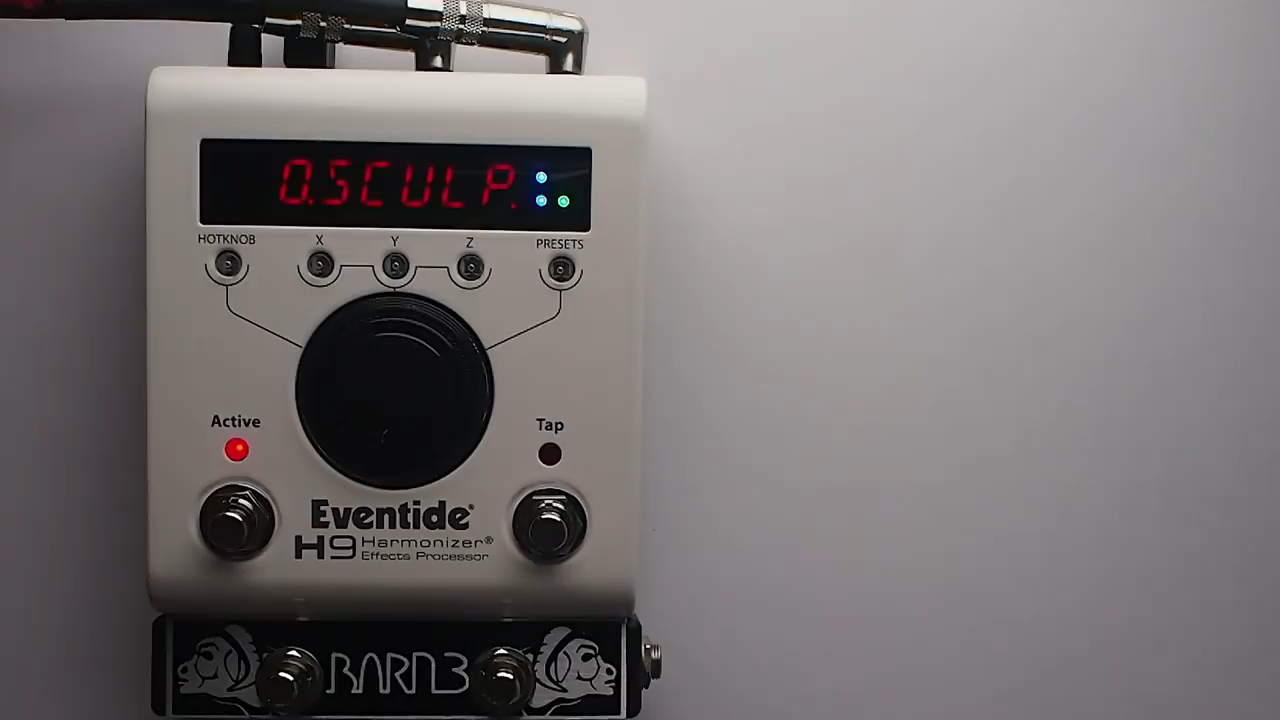 0.SCULP.
HOTKNOB X Y Z PRESETS
Active Tap
Eventide®
H9 Harmonizer®
Effects Processor
BARN3